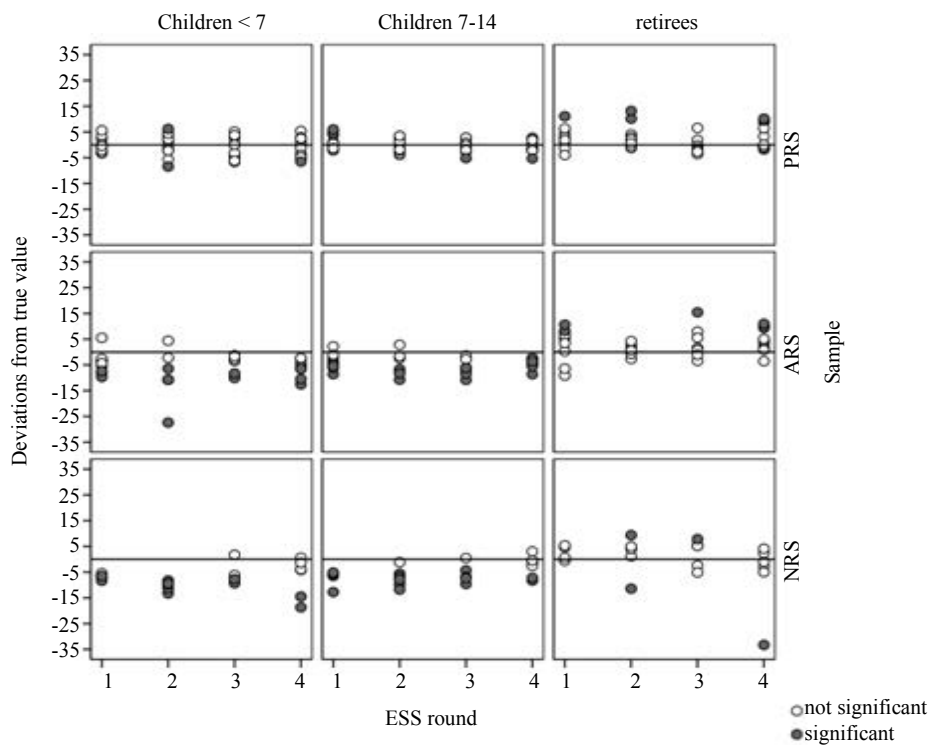 Children < 7 Children 7-14 retirees
Deviations from true value
35
25
15
5
-5
-15
-25
-35
PRS
35
25
15
5
-5
-15
-25
-35
ARS
Sample
35
25
15
5
-5
-15
-25
-35
NRS
1 2 3 4 1 2 3 4 1 2 3 4
ESS round
not significant
significant